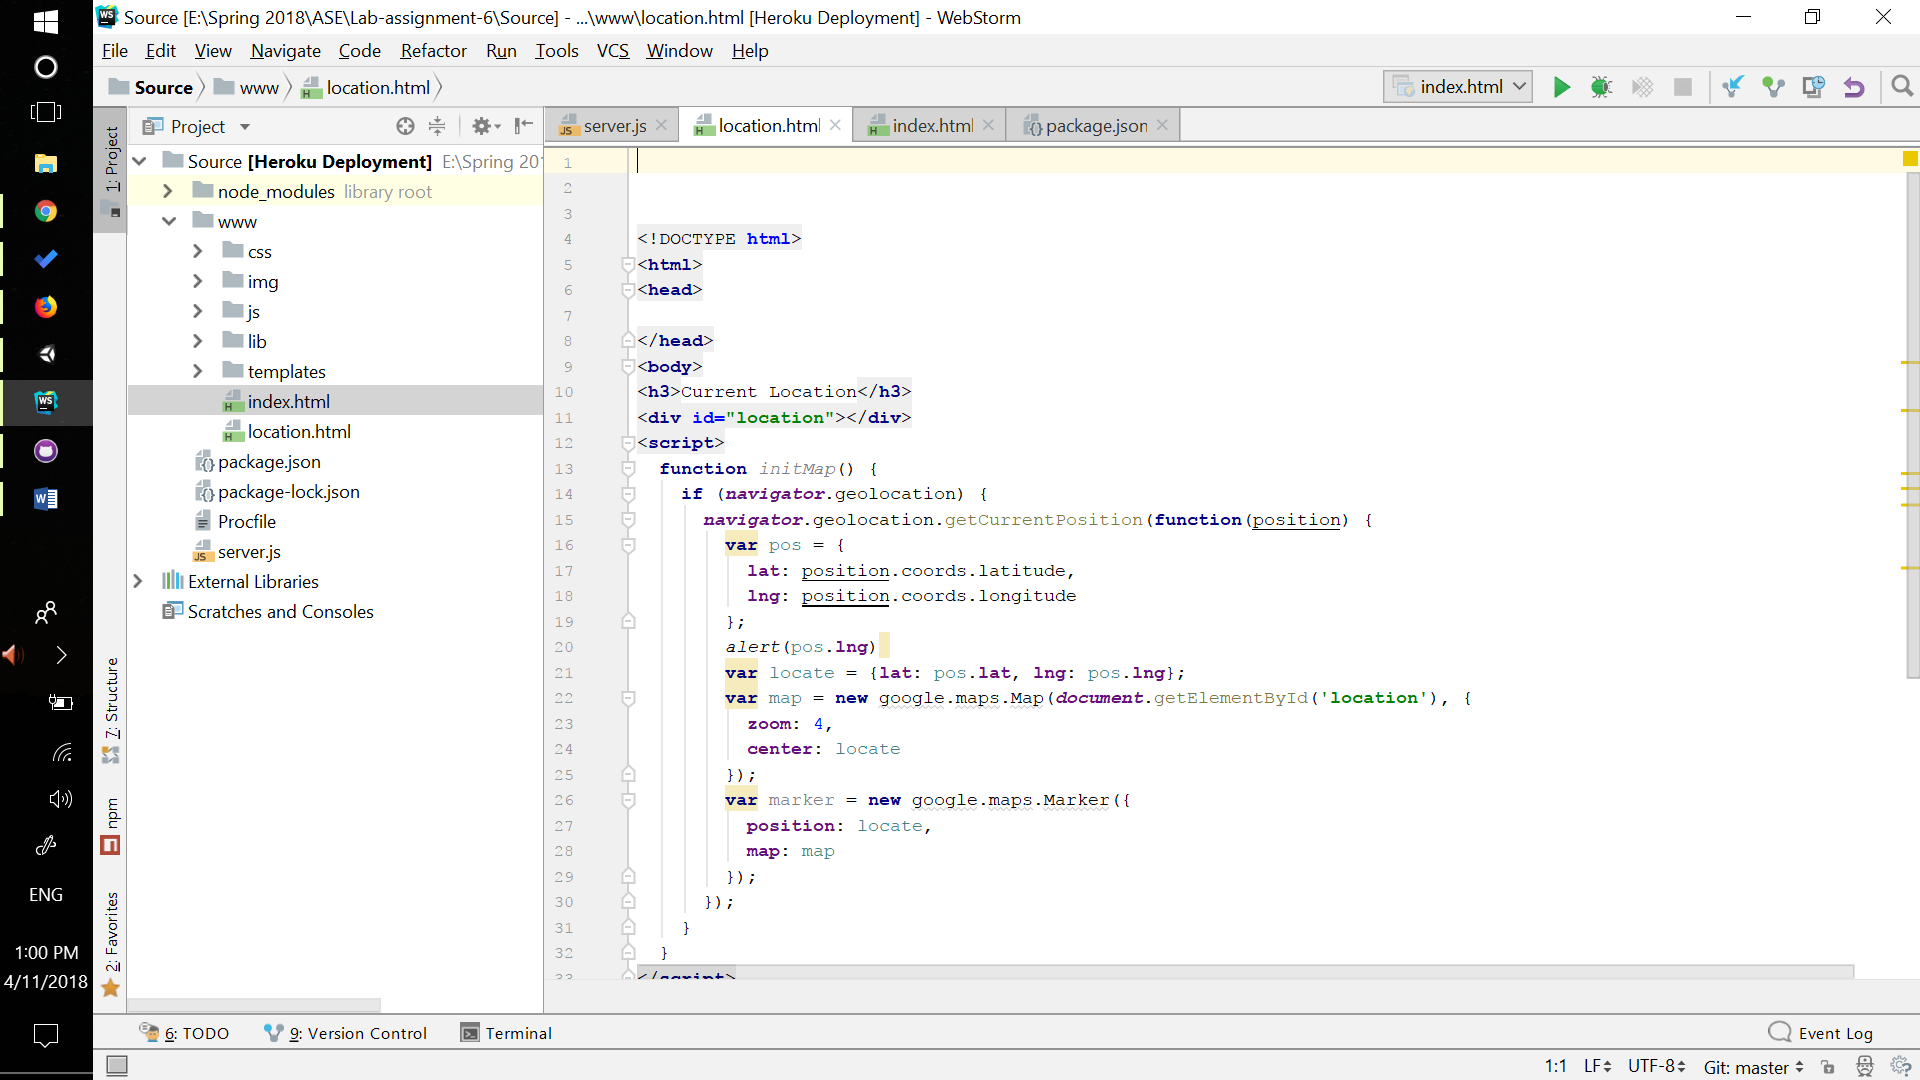 Source [E:\Spring 2018\ASE\Lab-assignment-6\Source] - ...\www\location.html [Heroku Deployment] - WebStorm
File Edit View Navigate Code Refactor Run Tools VCS Window Help
Source www location.html index.html
Project server.js location.html index.html package.json
1: Project
7: Structure
npm
2: Favorites
Source [Heroku Deployment] E:\Spring 20
node_modules library root
www
css
img
js
lib
templates
index.html
location.html
package.json
package-lock.json
Procfile
server.js
External Libraries
Scratches and Consoles
1
2
3
4 <!DOCTYPE html>
5 <html>
6 <head>
7
8 </head>
9 <body>
10 <h3>Current Location</h3>
11 <div id="location"></div>
12 <script>
13 function initMap() {
14 if (navigator.geolocation) {
15 navigator.geolocation.getCurrentPosition(function(position) {
16 var pos = {
17 lat: position.coords.latitude,
18 lng: position.coords.longitude
19 };
20 alert(pos.lng)
21 var locate = {lat: pos.lat, lng: pos.lng};
22 var map = new google.maps.Map(document.getElementById('location'), {
23 zoom: 4,
24 center: locate
25 });
26 var marker = new google.maps.Marker({
27 position: locate,
28 map: map
29 });
30 });
31 }
32 }
33 </script>
ENG
1:00 PM
4/11/2018
6: TODO 9: Version Control Terminal Event Log
1:1 LF UTF-8 Git: master